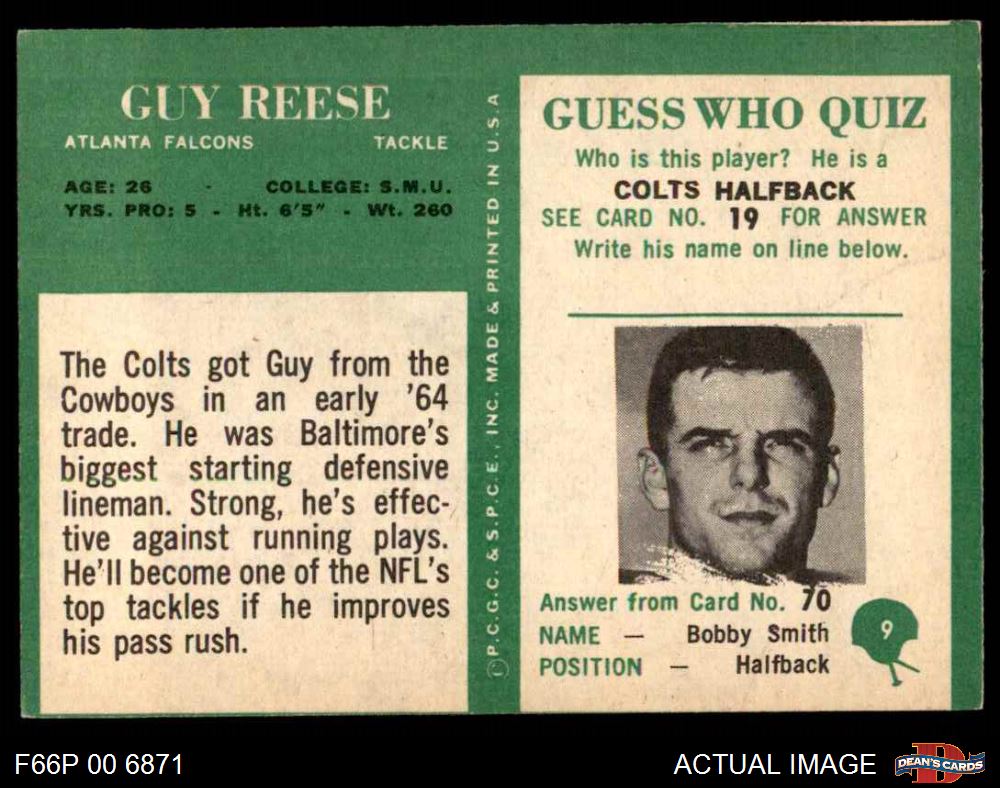 GUY REESE
ATLANTA FALCONS TACKLE
AGE: 26 - COLLEGE: S.M.U.
YRS. PRO: 5 - Ht. 6'5" - Wt. 260
The Colts got Guy from the
Cowboys in an early '64
trade. He was Baltimore's
biggest starting defensive
lineman. Strong, he's effec-
tive against running plays.
He'll become one of the NFL's
top tackles if he improves
his pass rush.
©P.C.G.C. & S.P.C.E., INC. MADE & PRINTED IN U.S.A
GUESS WHO QUIZ
Who is this player? He is a
COLTS HALFBACK
SEE CARD NO. 19 FOR ANSWER
Write his name on line below.
Answer from Card No. 70
NAME — Bobby Smith
POSITION — Halfback
9
F66P 00 6871
ACTUAL IMAGE
D
DEAN'S CARDS